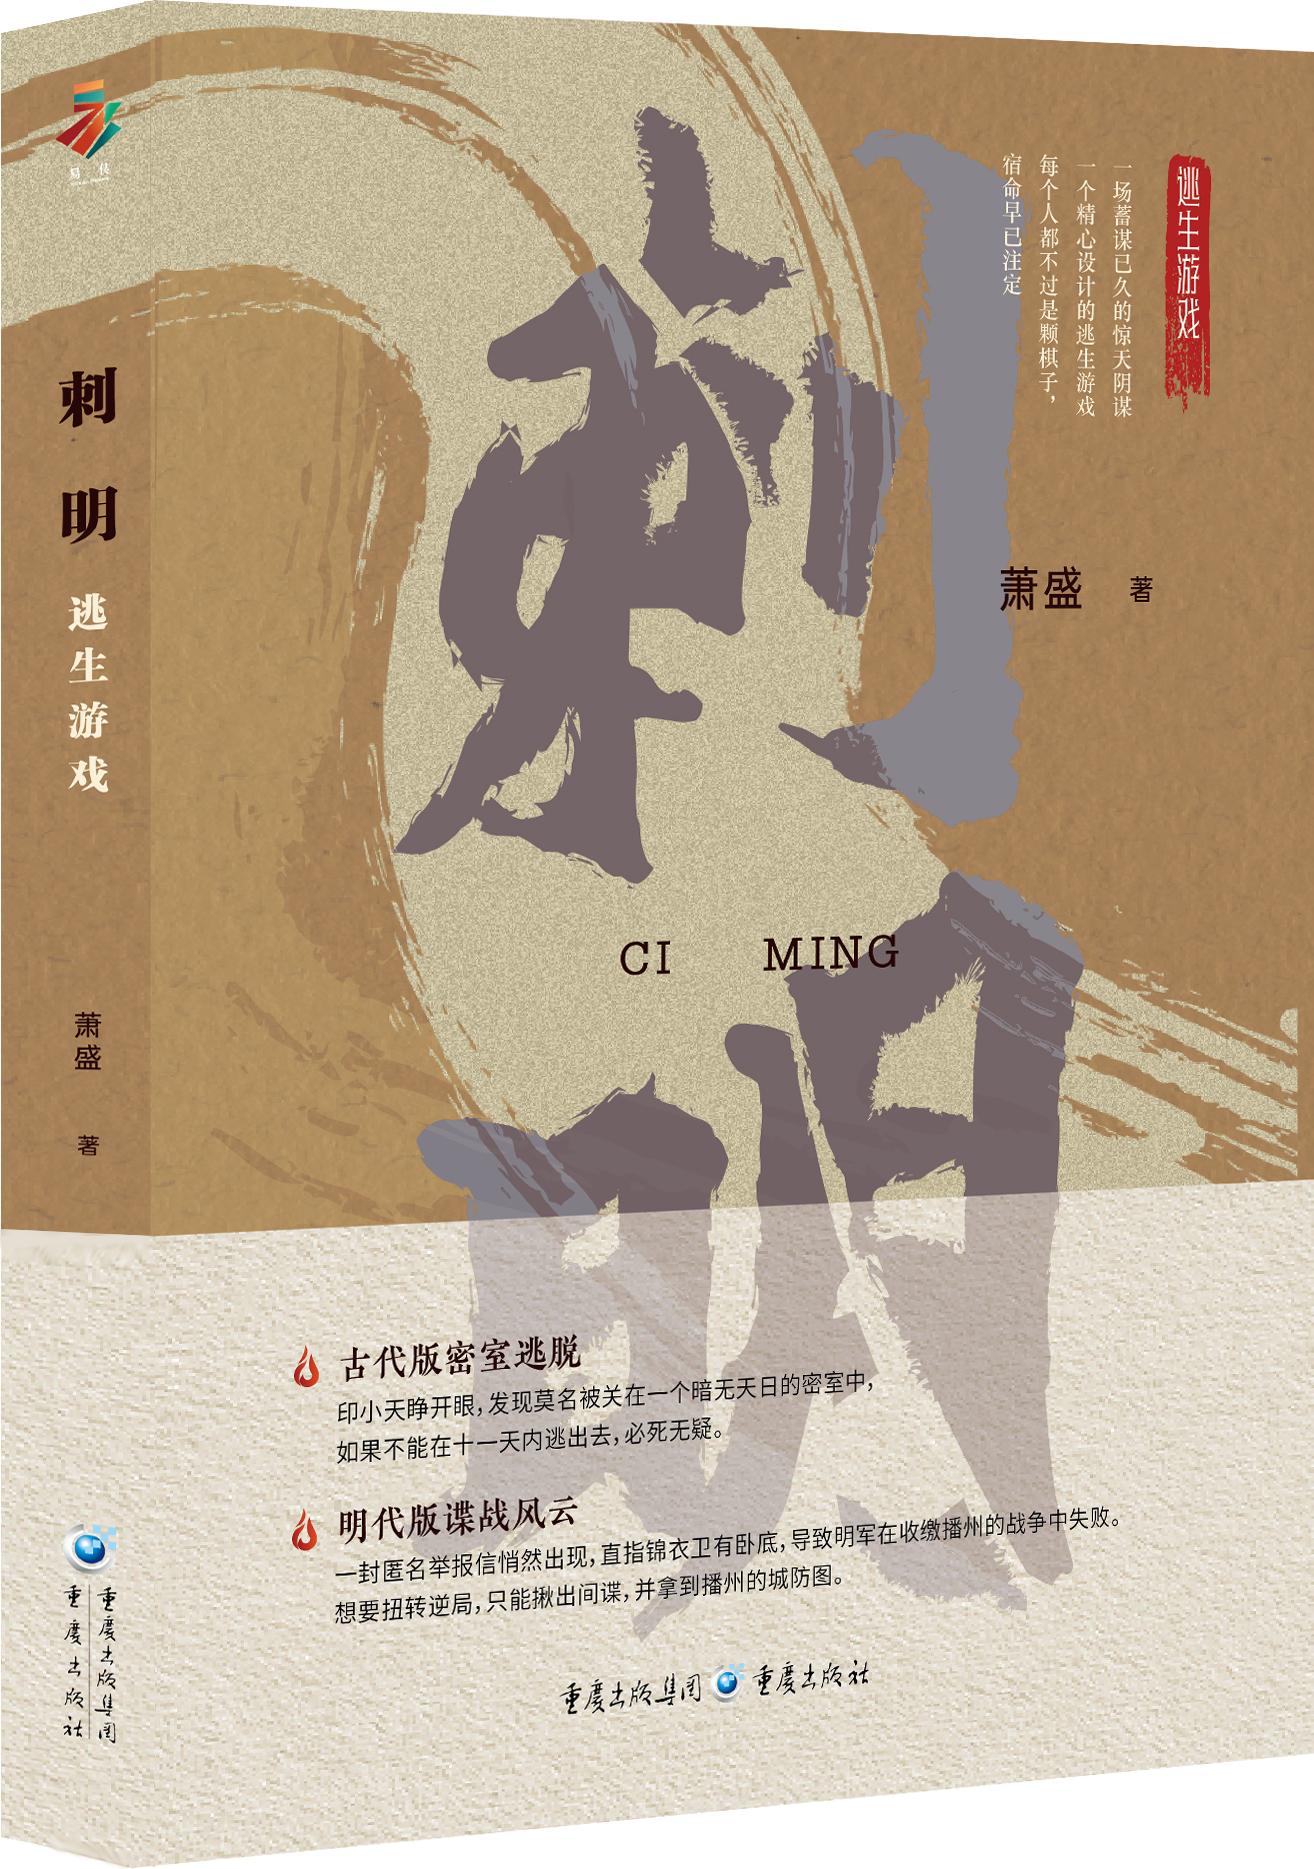 易侠
刺明
逃生游戏
萧盛
著
重庆出版集团
重庆出版社
逃生游戏
一场蓄谋已久的惊天阴谋
一个精心设计的逃生游戏
每个人都不过是颗棋子，
宿命早已注定
刺明
萧盛 著
CI MING
古代版密室逃脱
印小天睁开眼，发现莫名被关在一个暗无天日的密室中，
如果不能在十一天内逃出去，必死无疑。
明代版谍战风云
一封匿名举报信悄然出现，直指锦衣卫有卧底，导致明军在收缴播州的战争中失败。
想要扭转逆局，只能揪出间谍，并拿到播州的城防图。
重庆出版集团 重庆出版社